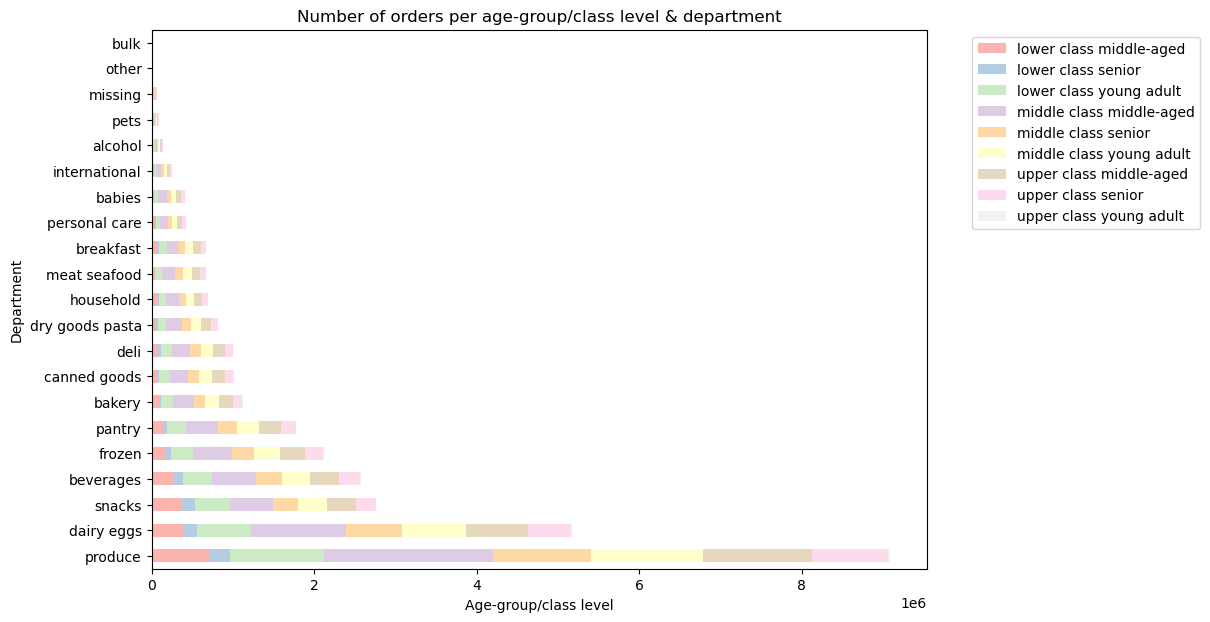 Number of orders per age-group/class level & department
bulk
other
missing
pets
alcohol
international
babies
personal care
breakfast
meat seafood
household
dry goods pasta
deli
canned goods
bakery
pantry
frozen
beverages
snacks
dairy eggs
produce
Department
0 2 4 6 8
1e6
Age-group/class level
lower class middle-aged
lower class senior
lower class young adult
middle class middle-aged
middle class senior
middle class young adult
upper class middle-aged
upper class senior
upper class young adult